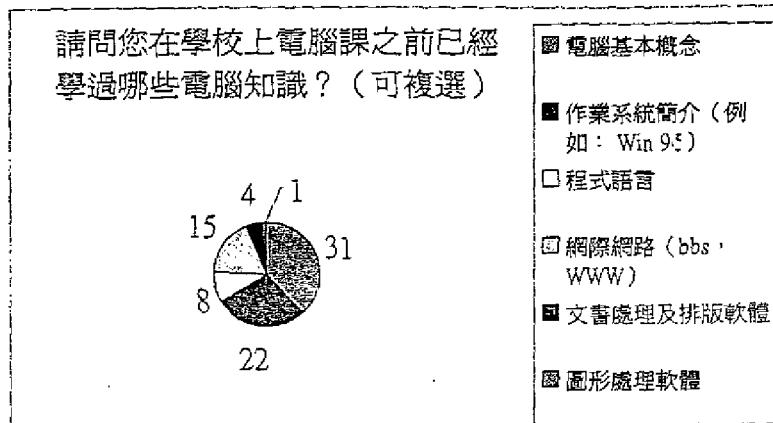 請問您在學校上電腦課之前已經
學過哪些電腦知識？（可複選）
4
1
15
31
8
22
電腦基本概念
作業系統簡介（例
如： Win 95）
程式語言
網際網路（bbs，
WWW）
文書處理及排版軟體
圖形處理軟體